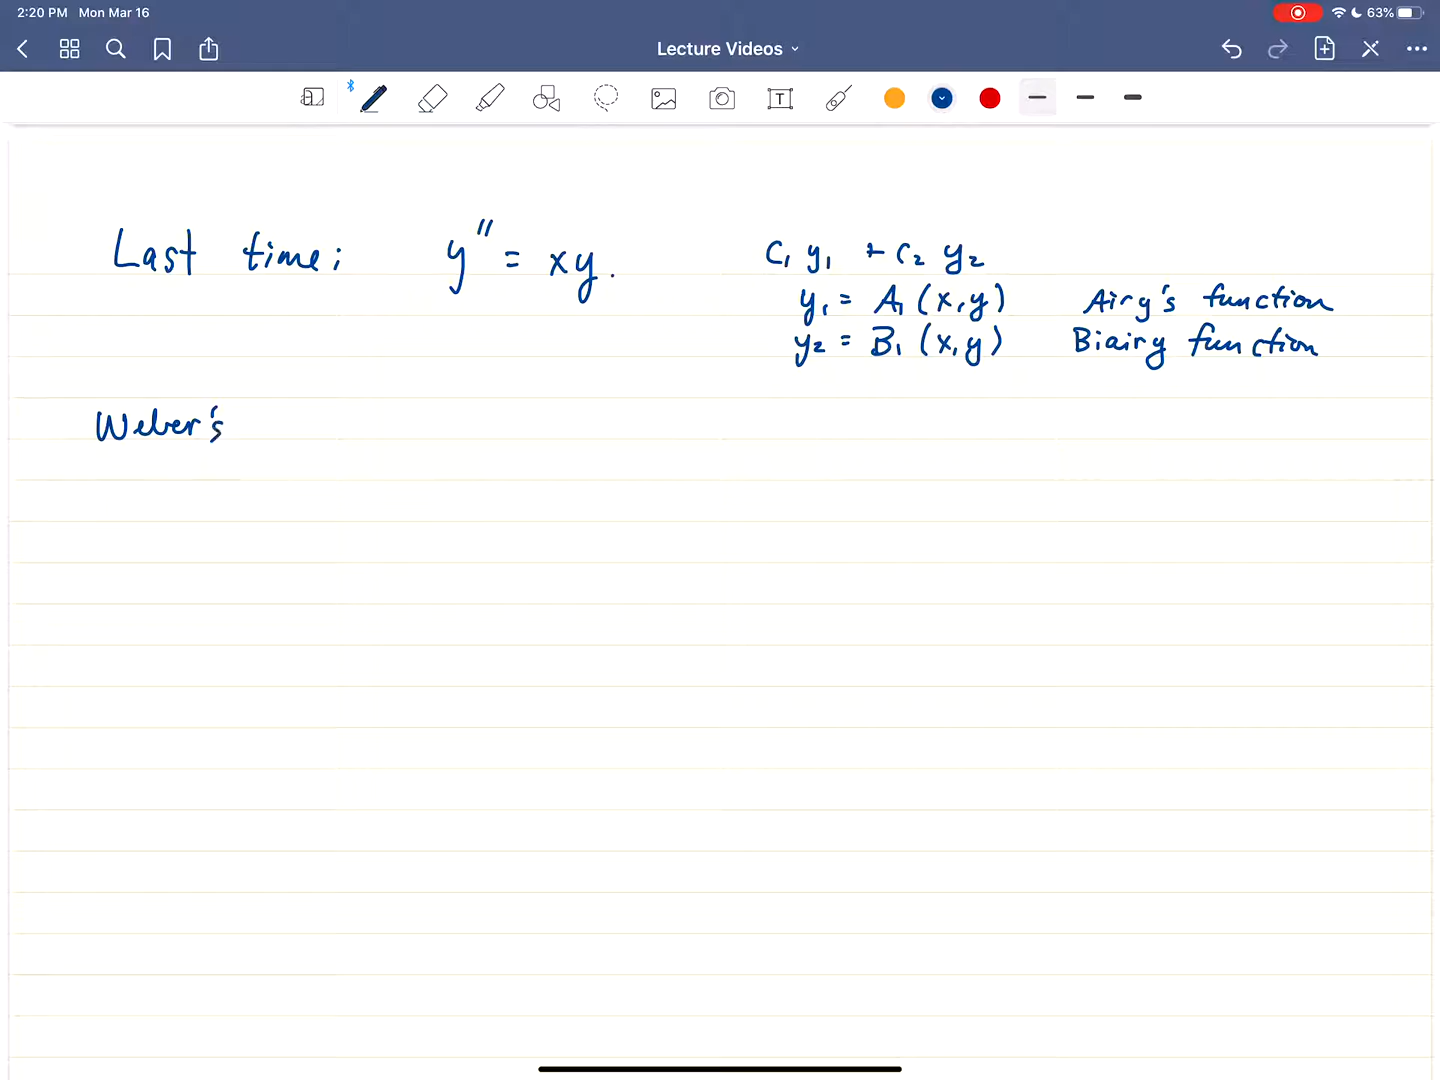 2:20 PM Mon Mar 16
63%
Lecture Videos
Last time: y'' = xy.
c₁ y₁ + c₂ y₂
y₁ = A₁ (x, y) Airy's function
y₂ = B₁ (x, y) Biairy function
Weber's